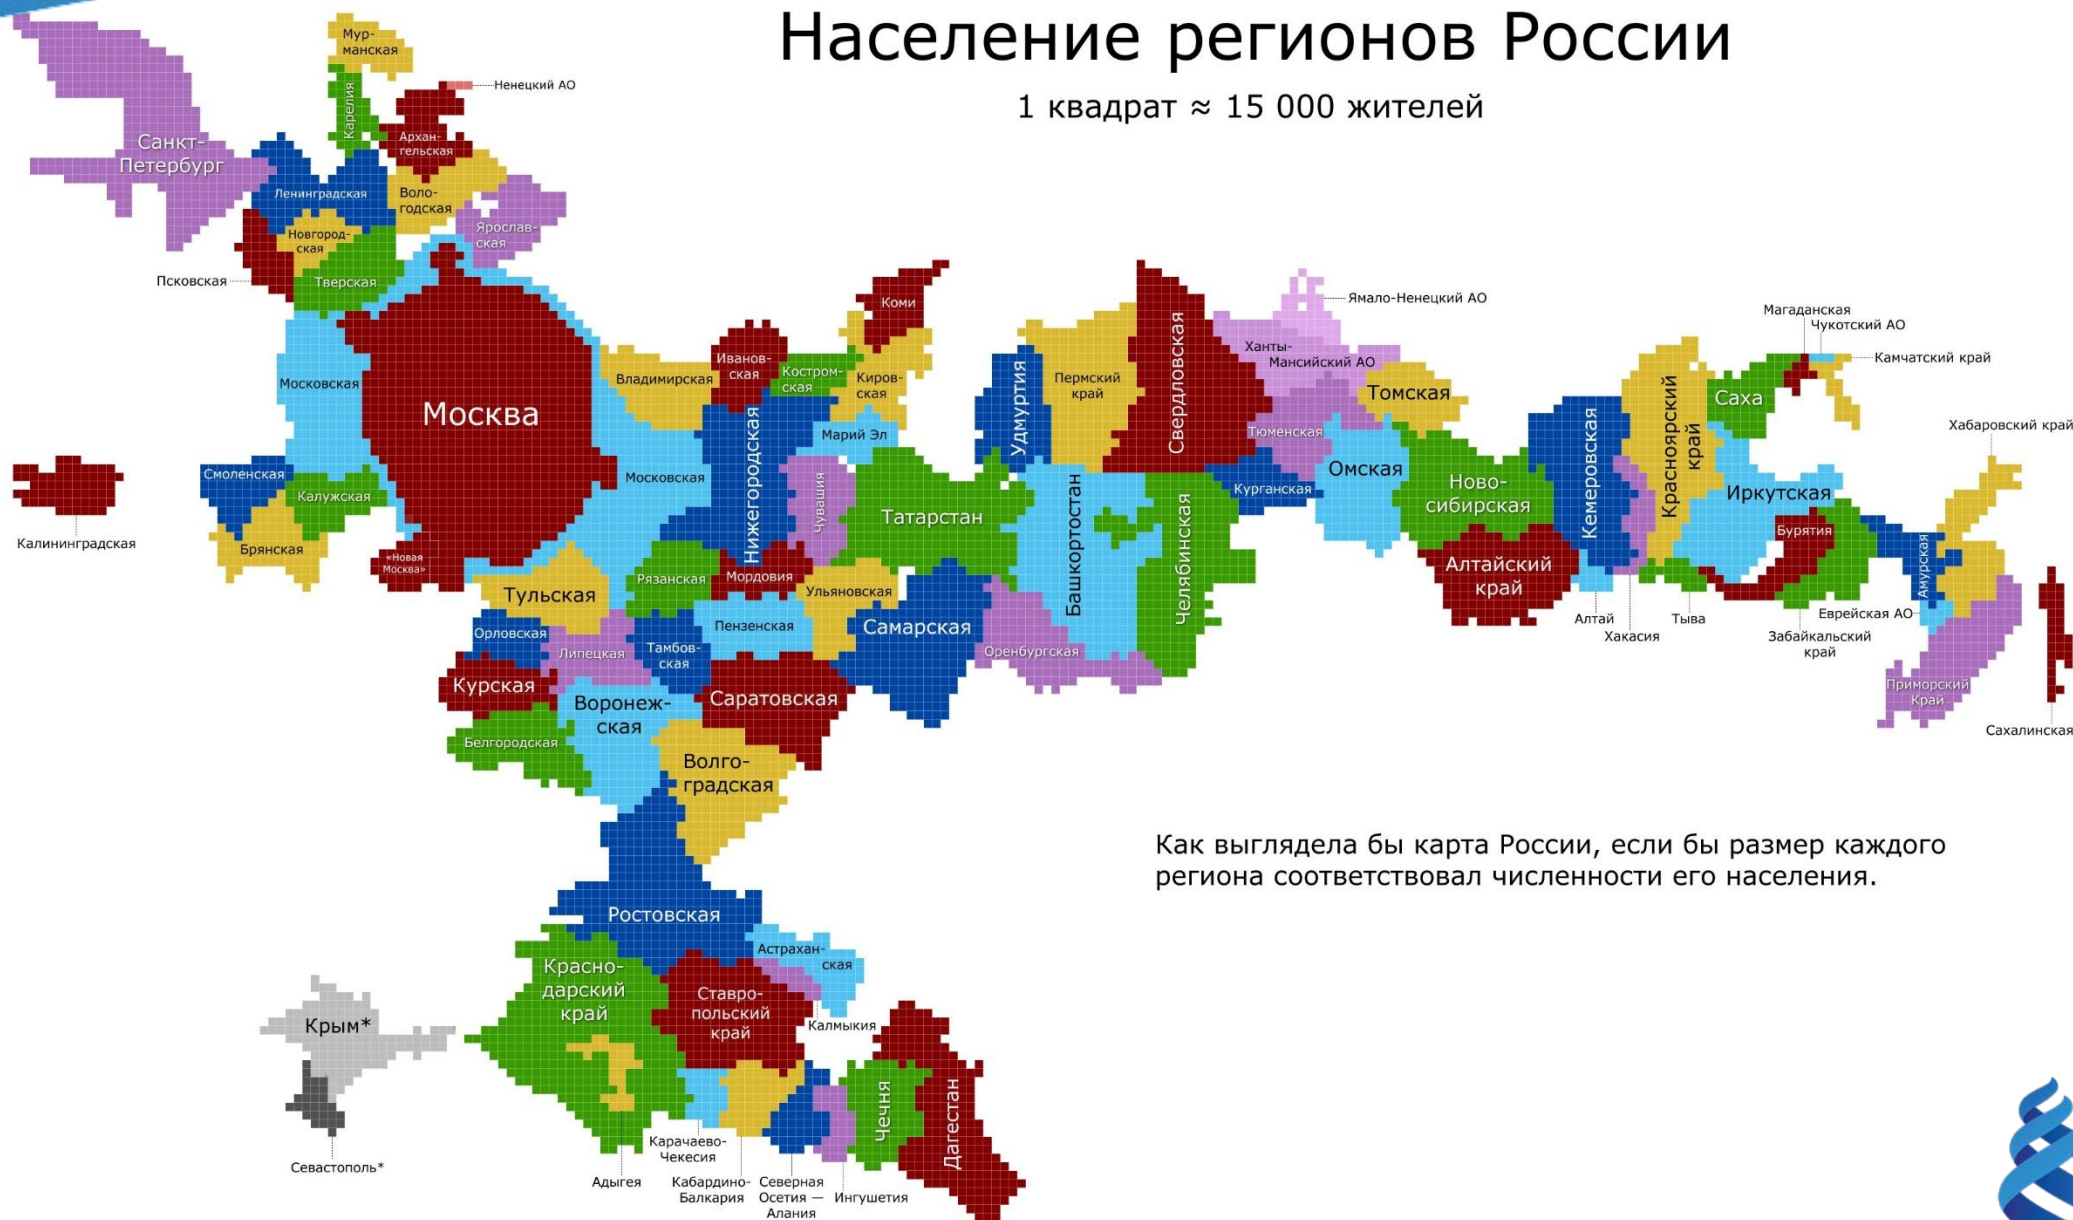 Население регионов России
1 квадрат ≈ 15 000 жителей
Мур-
манская
Ненецкий АО
Карелия
Архан-
гельская
Санкт-
Петербург
Ленинградская
Воло-
годская
Новгород-
ская
Ярослав-
ская
Псковская
Тверская
Коми
Ямало-Ненецкий АО
Магаданская
Чукотский АО
Камчатский край
Московская
Москва
Владимирская
Иванов-
ская
Костром-
ская
Киров-
ская
Удмуртия
Пермский
край
Свердловская
Ханты-
Мансийский АО
Томская
Саха
Хабаровский край
Марий Эл
Тюменская
Смоленская
Калужская
Московская
Нижегородская
Чувашия
Татарстан
Башкортостан
Челябинская
Курганская
Омская
Ново-
сибирская
Кемеровская
Красноярский
край
Иркутская
Бурятия
Калининградская
Брянская
«Новая
Москва»
Тульская
Рязанская
Мордовия
Ульяновская
Алтайский
край
Алтай
Хакасия
Тыва
Забайкальский
край
Еврейская АО
Амурская
Орловская
Липецкая
Тамбов-
ская
Пензенская
Самарская
Оренбургская
Курская
Воронеж-
ская
Саратовская
Приморский
Край
Сахалинская
Белгородская
Волго-
градская
Как выглядела бы карта России, если бы размер каждого
региона соответствовал численности его населения.
Ростовская
Астрахан-
ская
Красно-
дарский
край
Ставро-
польский
край
Калмыкия
Крым*
Севастополь*
Чечня
Дагестан
Адыгея
Карачаево-
Чекесия
Кабардино-
Балкария
Северная
Осетия —
Алания
Ингушетия